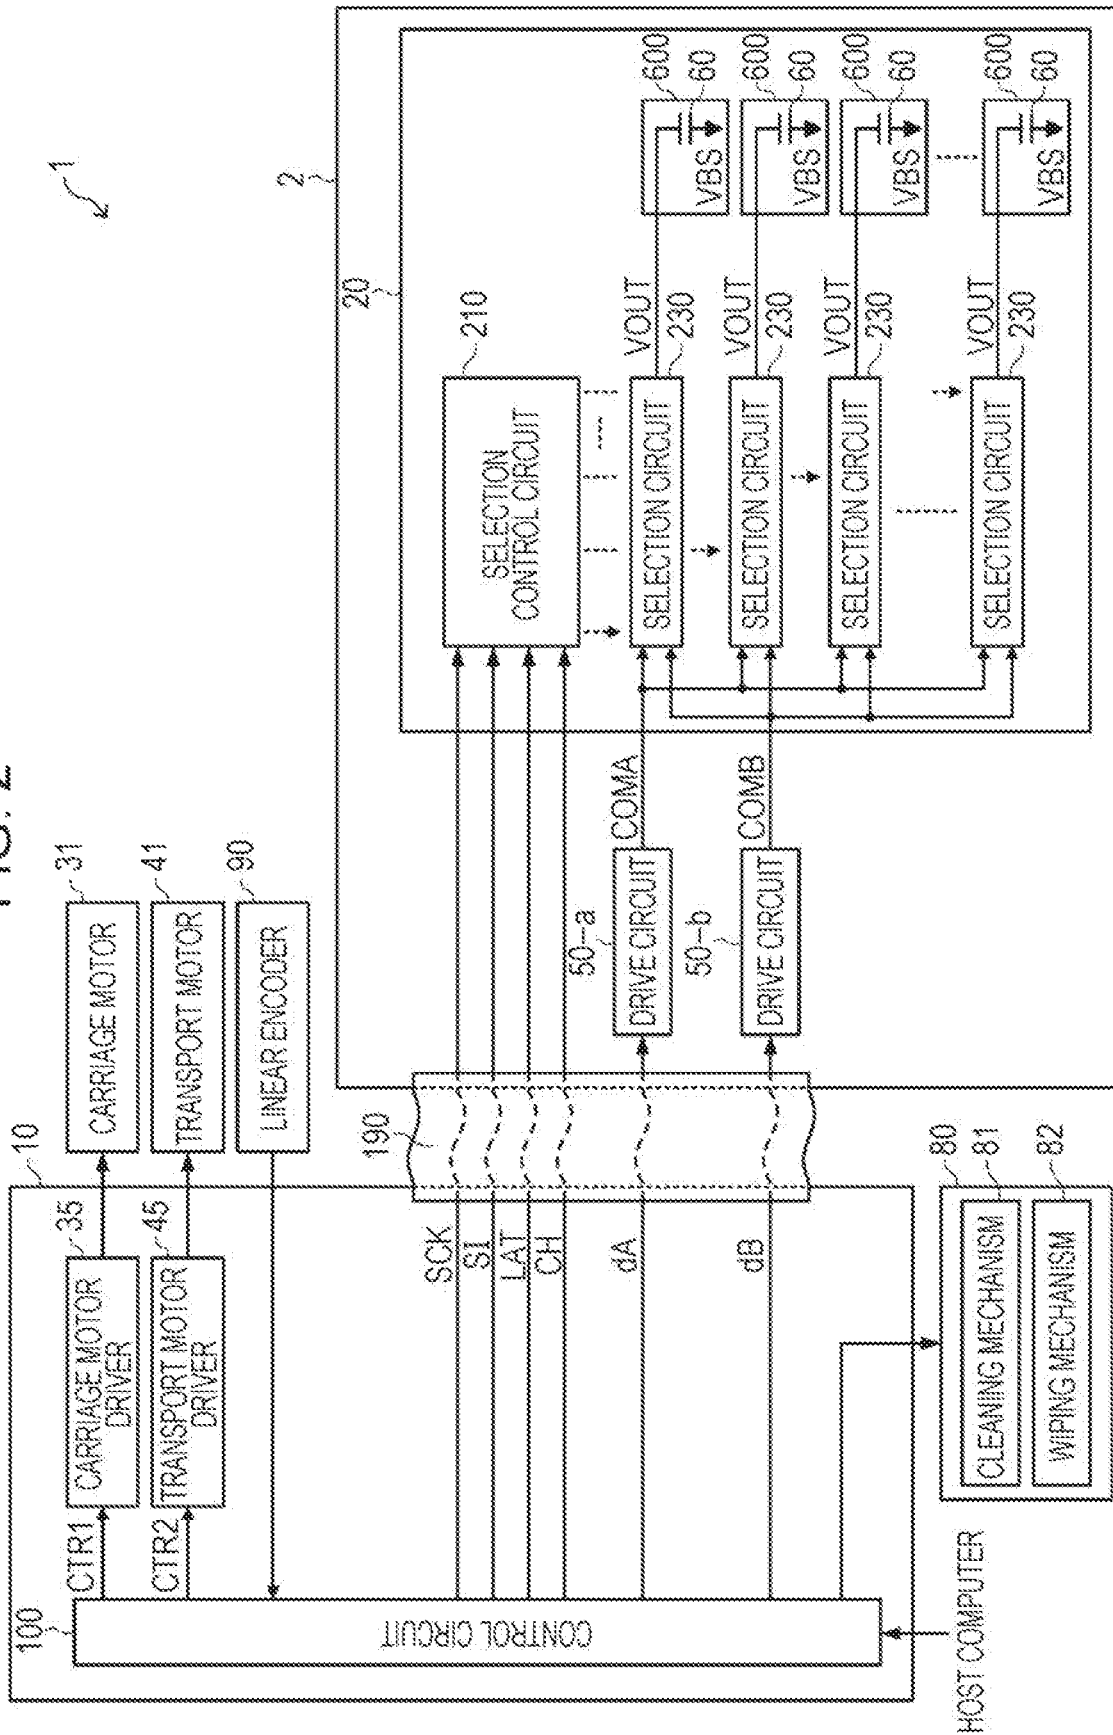 FIG. 2
1
10
100
CONTROL CIRCUIT
HOST COMPUTER
CTR1
CARRIAGE MOTOR
DRIVER
35
CARRIAGE MOTOR
31
CTR2
TRANSPORT MOTOR
DRIVER
45
TRANSPORT MOTOR
41
LINEAR ENCODER
90
SCK
SI
LAT
CH
dA
dB
190
80
CLEANING MECHANISM
81
WIPING MECHANISM
82
2
20
50-a
DRIVE CIRCUIT
COMA
50-b
DRIVE CIRCUIT
COMB
SELECTION
CONTROL CIRCUIT
210
SELECTION CIRCUIT
230
VOUT
600
60
VBS
SELECTION CIRCUIT
230
VOUT
600
60
VBS
SELECTION CIRCUIT
230
VOUT
600
60
VBS
SELECTION CIRCUIT
230
VOUT
600
60
VBS